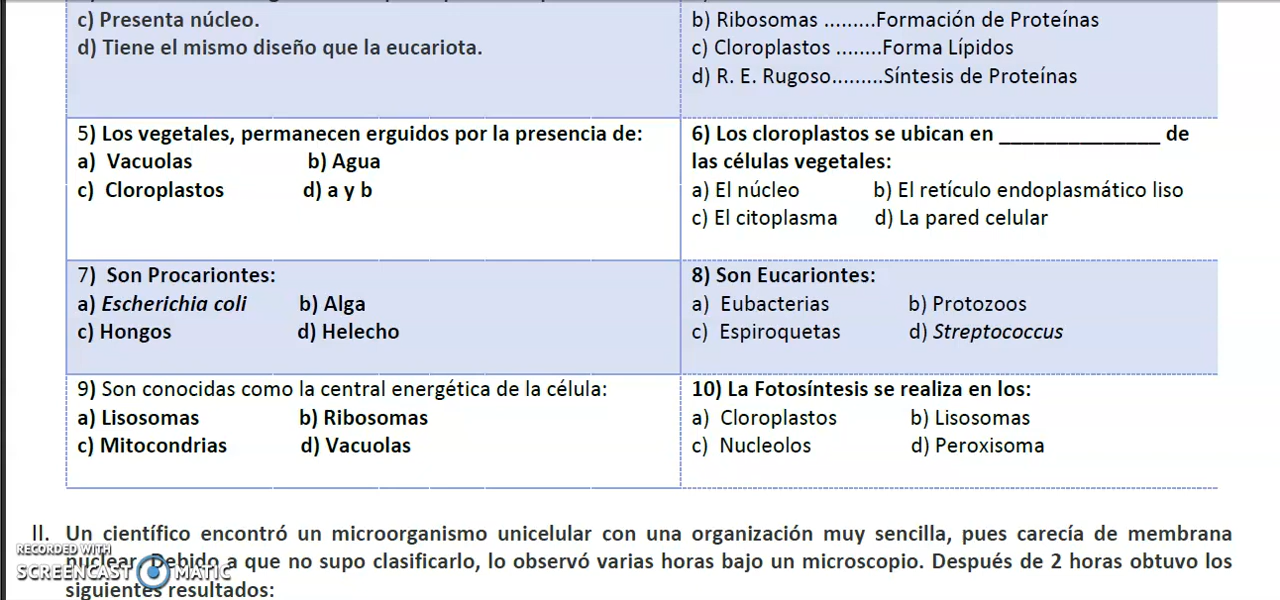 c) Presenta núcleo.
d) Tiene el mismo diseño que la eucariota.
b) Ribosomas .........Formación de Proteínas
c) Cloroplastos ........Forma Lípidos
d) R. E. Rugoso.........Síntesis de Proteínas
5) Los vegetales, permanecen erguidos por la presencia de:
a) Vacuolas b) Agua
c) Cloroplastos d) a y b
6) Los cloroplastos se ubican en ______________ de
las células vegetales:
a) El núcleo b) El retículo endoplasmático liso
c) El citoplasma d) La pared celular
7) Son Procariontes:
a) Escherichia coli b) Alga
c) Hongos d) Helecho
8) Son Eucariontes:
a) Eubacterias b) Protozoos
c) Espiroquetas d) Streptococcus
9) Son conocidas como la central energética de la célula:
a) Lisosomas b) Ribosomas
c) Mitocondrias d) Vacuolas
10) La Fotosíntesis se realiza en los:
a) Cloroplastos b) Lisosomas
c) Nucleolos d) Peroxisoma
II. Un científico encontró un microorganismo unicelular con una organización muy sencilla, pues carecía de membrana
nuclear. Debido a que no supo clasificarlo, lo observó varias horas bajo un microscopio. Después de 2 horas obtuvo los
siguientes resultados:
RECORDED WITH
SCREENCAST MATIC